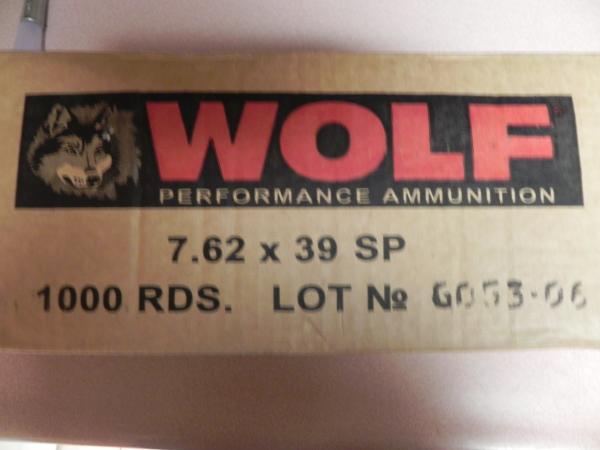 WOLF
PERFORMANCE AMMUNITION
7.62 x 39 SP
1000 RDS. LOT № G053-06